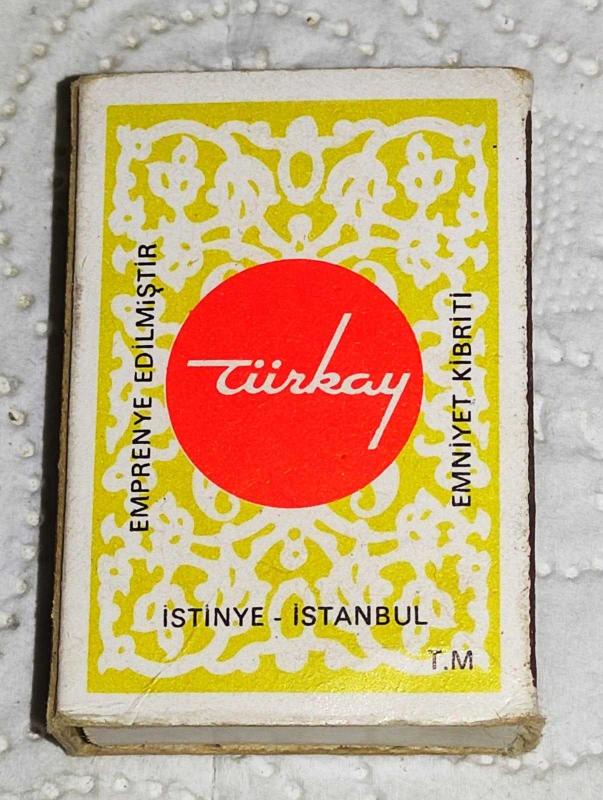 EMPRENYE EDİLMİŞTİR
Türkay
EMNİYET KİBRİTİ
İSTİNYE - İSTANBUL
T.M